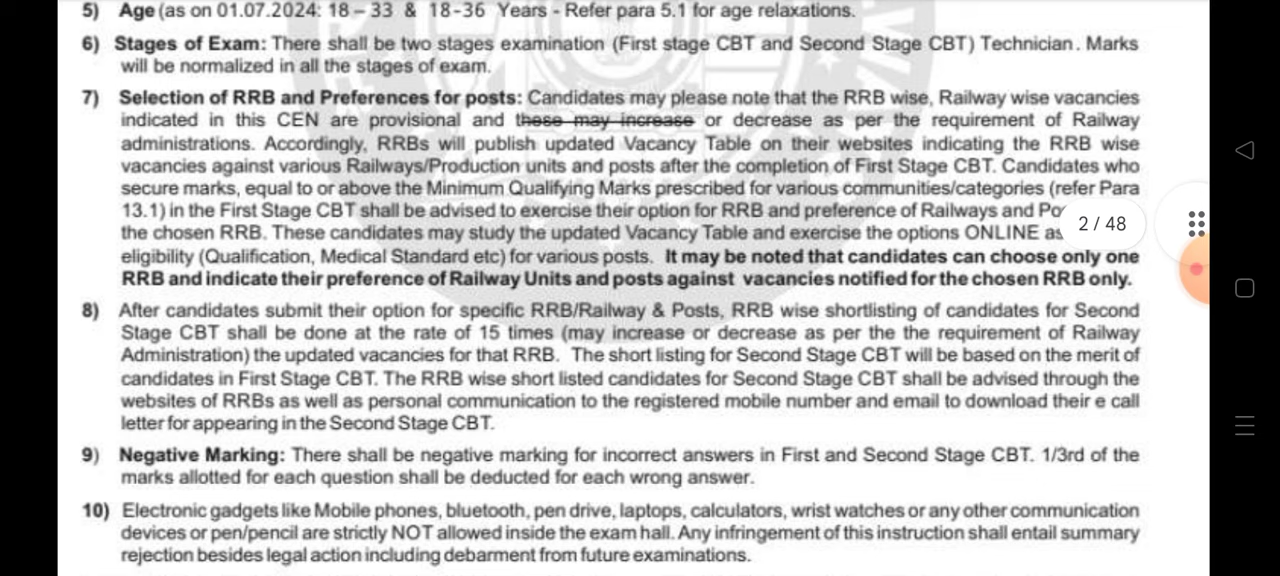 5) Age (as on 01.07.2024: 18 – 33 & 18-36 Years - Refer para 5.1 for age relaxations.
6) Stages of Exam: There shall be two stages examination (First stage CBT and Second Stage CBT) Technician. Marks
will be normalized in all the stages of exam.
7) Selection of RRB and Preferences for posts: Candidates may please note that the RRB wise, Railway wise vacancies
indicated in this CEN are provisional and these may increase or decrease as per the requirement of Railway
administrations. Accordingly, RRBs will publish updated Vacancy Table on their websites indicating the RRB wise
vacancies against various Railways/Production units and posts after the completion of First Stage CBT. Candidates who
secure marks, equal to or above the Minimum Qualifying Marks prescribed for various communities/categories (refer Para
13.1) in the First Stage CBT shall be advised to exercise their option for RRB and preference of Railways and Po
the chosen RRB. These candidates may study the updated Vacancy Table and exercise the options ONLINE as
2 / 48
eligibility (Qualification, Medical Standard etc) for various posts. It may be noted that candidates can choose only one
RRB and indicate their preference of Railway Units and posts against vacancies notified for the chosen RRB only.
8) After candidates submit their option for specific RRB/Railway & Posts, RRB wise shortlisting of candidates for Second
Stage CBT shall be done at the rate of 15 times (may increase or decrease as per the the requirement of Railway
Administration) the updated vacancies for that RRB. The short listing for Second Stage CBT will be based on the merit of
candidates in First Stage CBT. The RRB wise short listed candidates for Second Stage CBT shall be advised through the
websites of RRBs as well as personal communication to the registered mobile number and email to download their e call
letter for appearing in the Second Stage CBT.
9) Negative Marking: There shall be negative marking for incorrect answers in First and Second Stage CBT. 1/3rd of the
marks allotted for each question shall be deducted for each wrong answer.
10) Electronic gadgets like Mobile phones, bluetooth, pen drive, laptops, calculators, wrist watches or any other communication
devices or pen/pencil are strictly NOT allowed inside the exam hall. Any infringement of this instruction shall entail summary
rejection besides legal action including debarment from future examinations.